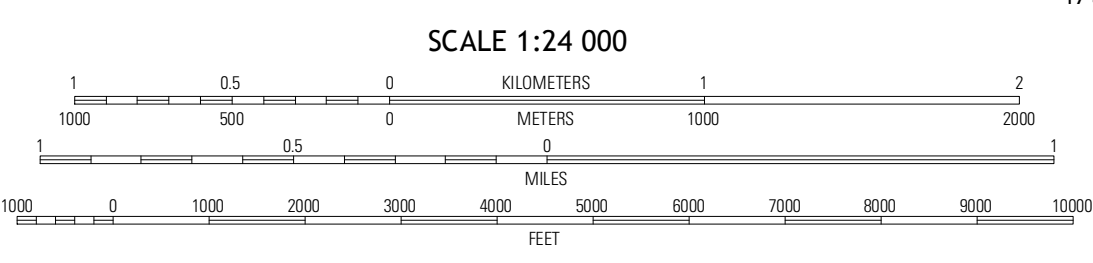 SCALE 1:24 000
1 0.5 0 KILOMETERS 1 2
1000 500 0 METERS 1000 2000
1 0.5 0 1
MILES
1000 0 1000 2000 3000 4000 5000 6000 7000 8000 9000 10000
FEET